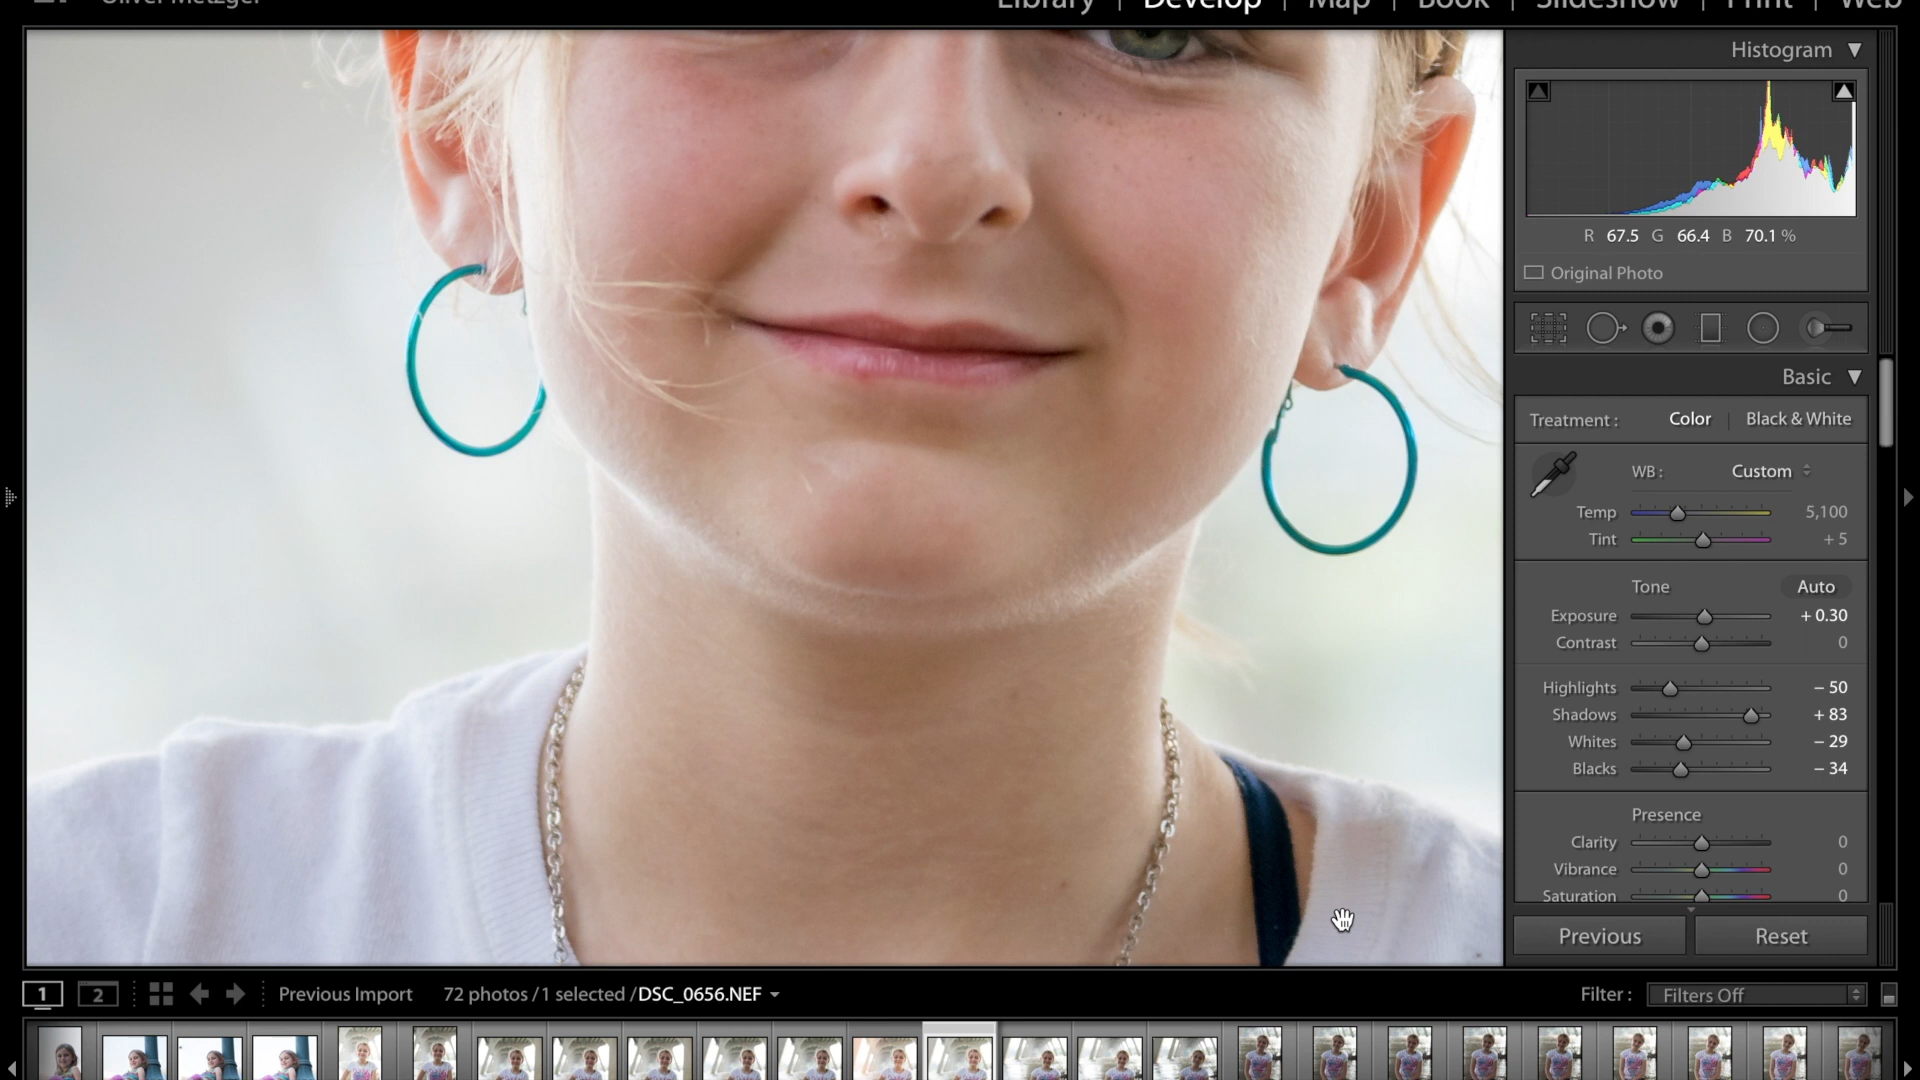 Oliver Metzger
Library | Develop | Map | Book | Slideshow | Print | Web
Histogram
R 67.5 G 66.4 B 70.1 %
Original Photo
Basic
Treatment : Color | Black & White
WB : Custom
Temp 5,100
Tint + 5
Tone Auto
Exposure + 0.30
Contrast 0
Highlights − 50
Shadows + 83
Whites − 29
Blacks − 34
Presence
Clarity 0
Vibrance 0
Saturation 0
Previous Reset
1 2 Previous Import 72 photos / 1 selected / DSC_0656.NEF Filter : Filters Off